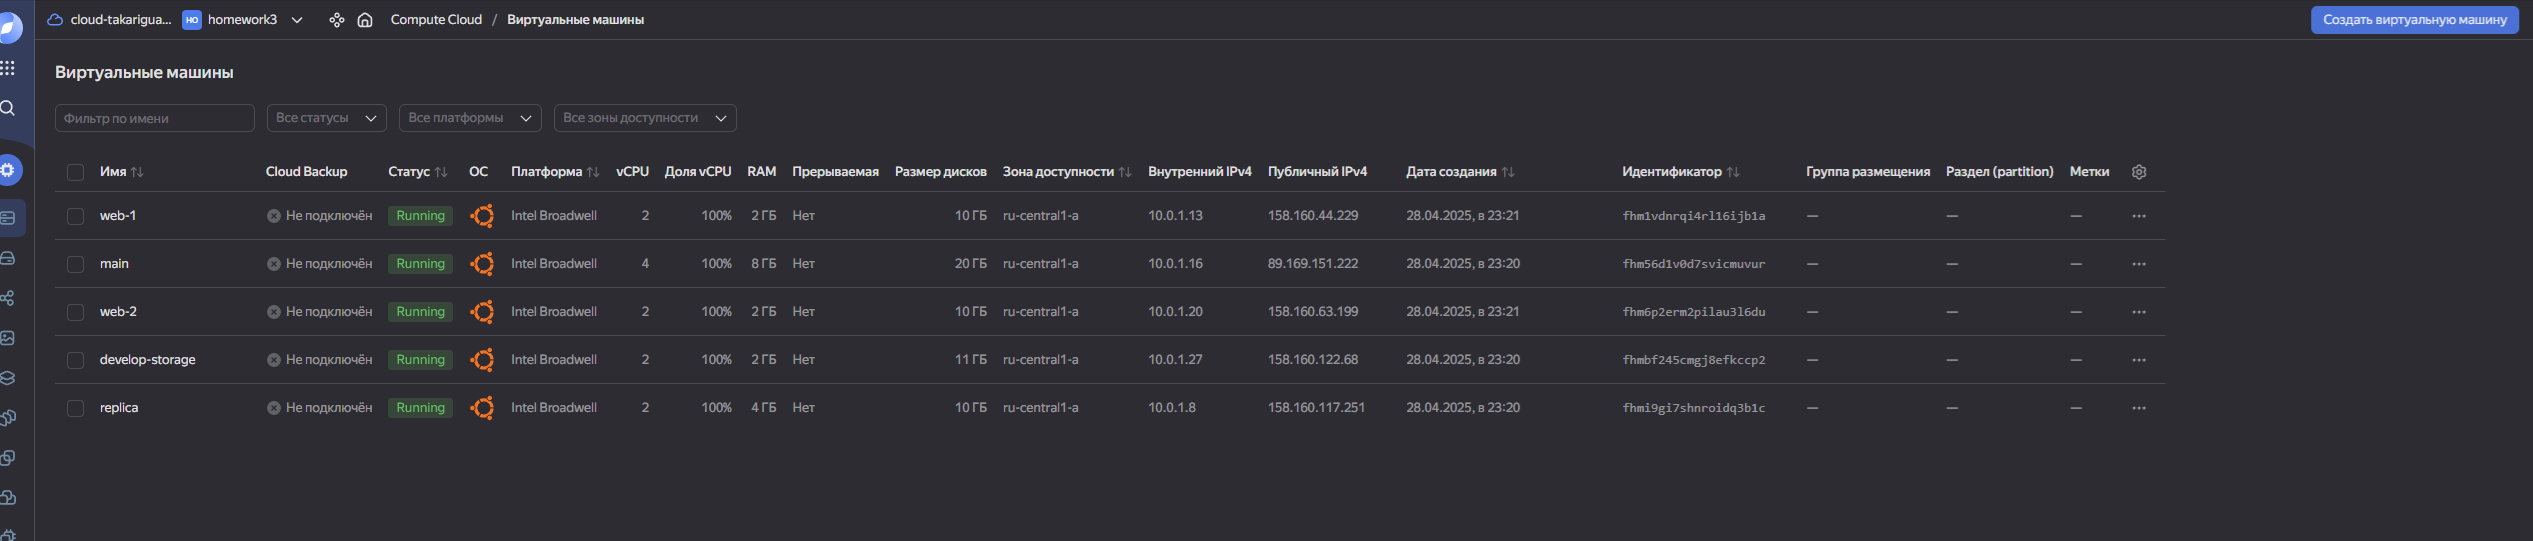 cloud-takarigua... HO homework3 Compute Cloud / Виртуальные машины Создать виртуальную машину
Виртуальные машины
Фильтр по имени Все статусы Все платформы Все зоны доступности
Имя Cloud Backup Статус ОС Платформа vCPU Доля vCPU RAM Прерываемая Размер дисков Зона доступности Внутренний IPv4 Публичный IPv4 Дата создания Идентификатор Группа размещения Раздел (partition) Метки
web-1 Не подключён Running Intel Broadwell 2 100% 2 ГБ Нет 10 ГБ ru-central1-a 10.0.1.13 158.160.44.229 28.04.2025, в 23:21 fhm1vdnrqi4rl16ijb1a — — —
main Не подключён Running Intel Broadwell 4 100% 8 ГБ Нет 20 ГБ ru-central1-a 10.0.1.16 89.169.151.222 28.04.2025, в 23:20 fhm56d1v0d7svicmuvur — — —
web-2 Не подключён Running Intel Broadwell 2 100% 2 ГБ Нет 10 ГБ ru-central1-a 10.0.1.20 158.160.63.199 28.04.2025, в 23:21 fhm6p2erm2pilau3l6du — — —
develop-storage Не подключён Running Intel Broadwell 2 100% 2 ГБ Нет 11 ГБ ru-central1-a 10.0.1.27 158.160.122.68 28.04.2025, в 23:20 fhmbf245cmgj8efkccp2 — — —
replica Не подключён Running Intel Broadwell 2 100% 4 ГБ Нет 10 ГБ ru-central1-a 10.0.1.8 158.160.117.251 28.04.2025, в 23:20 fhmi9gi7shnroidq3b1c — — —